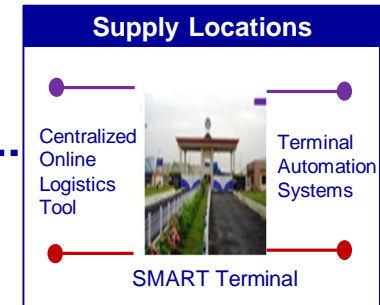 Supply Locations
Centralized
Online
Logistics
Tool
Terminal
Automation
Systems
SMART Terminal